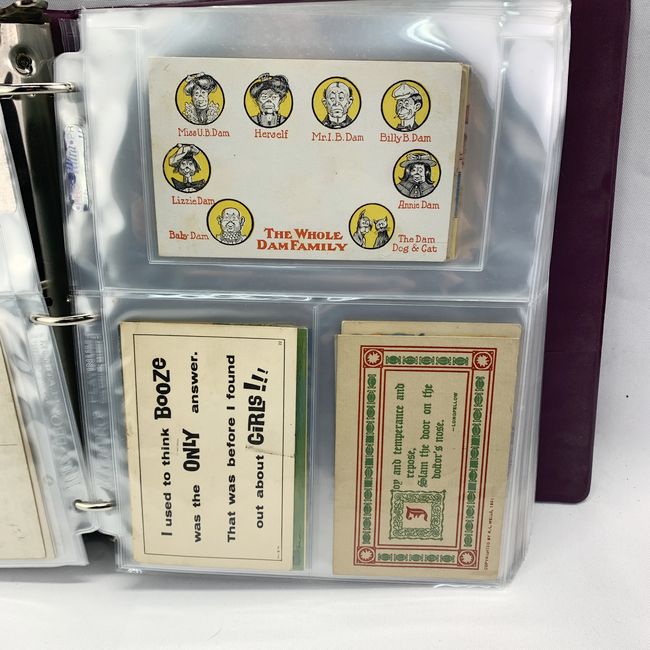 Miss U.B. Dam
Herself
Mr. I. B. Dam
Billy B. Dam
Lizzie Dam
Annie Dam
Baby Dam
THE WHOLE
DAM FAMILY
The Dam
Dog & Cat
I used to think BOOZE
was the ONLY answer.
That was before I found
out about GIRLS!!!
Joy and temperance and
repose,
Slam the door on the
doctor's nose.
—LONGFELLOW